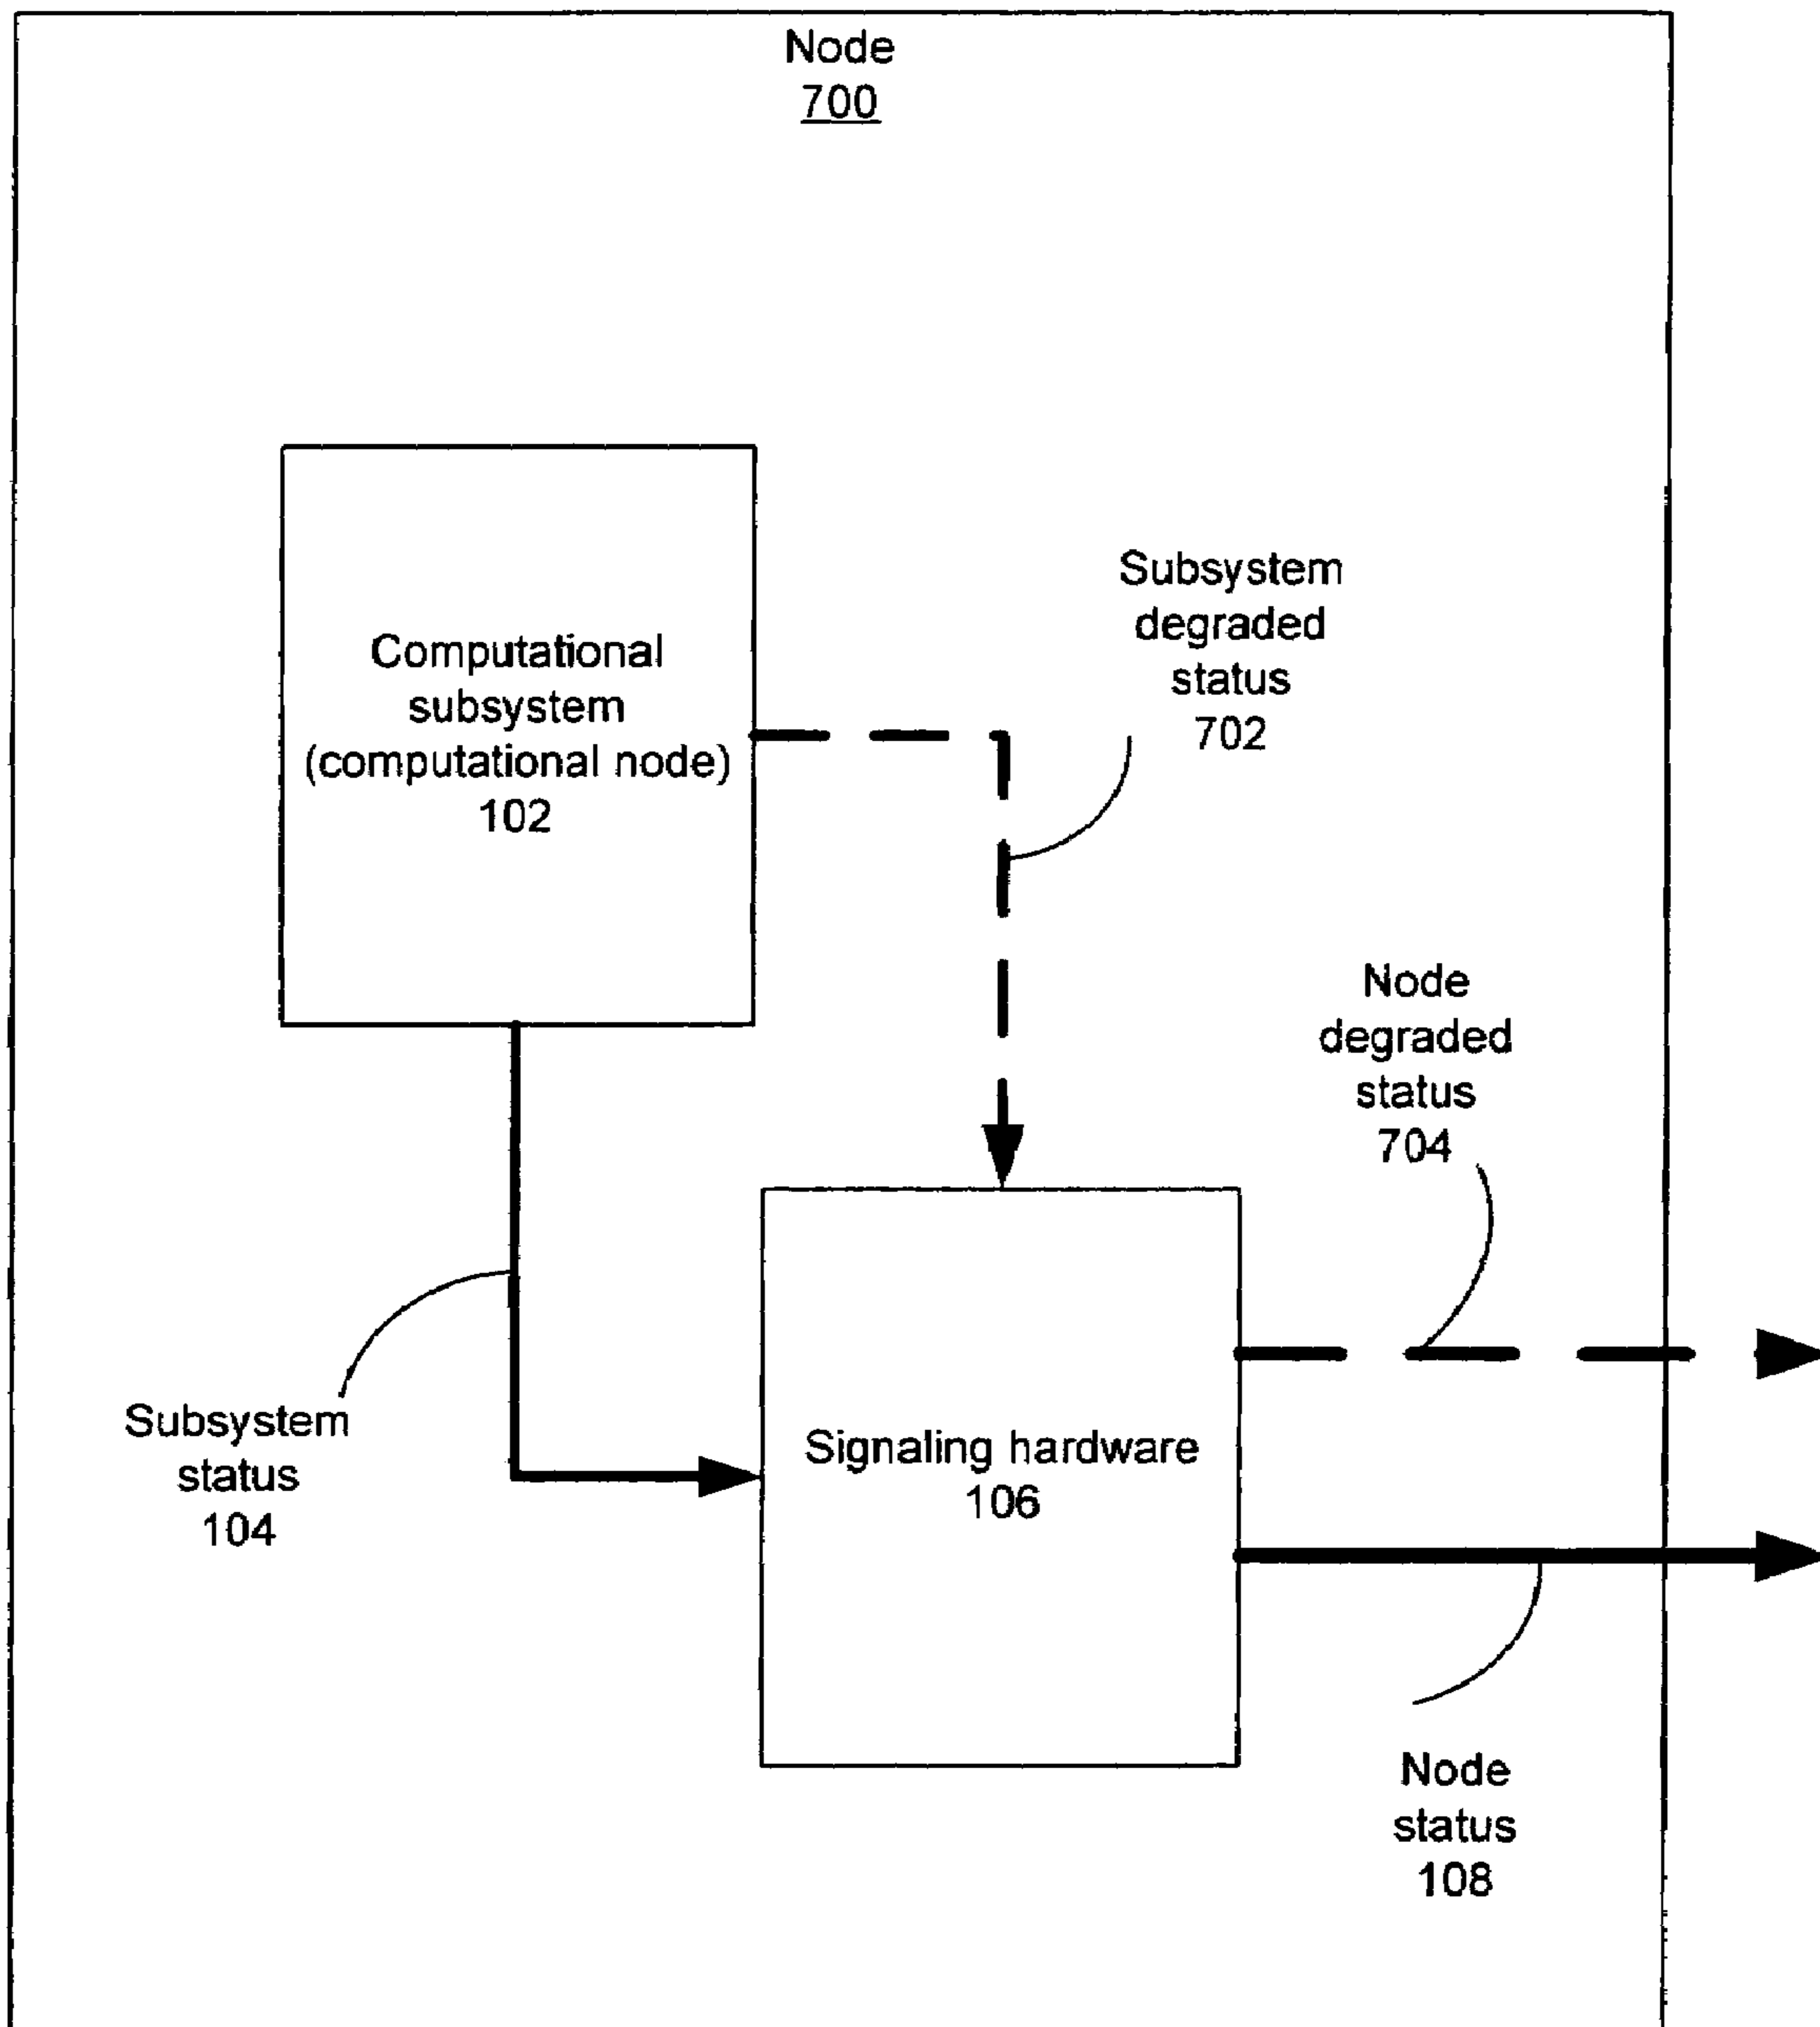 Node
700
Computational
subsystem
(computational node)
102
Subsystem
degraded
status
702
Node
degraded
status
704
Subsystem
status
104
Signaling hardware
106
Node
status
108